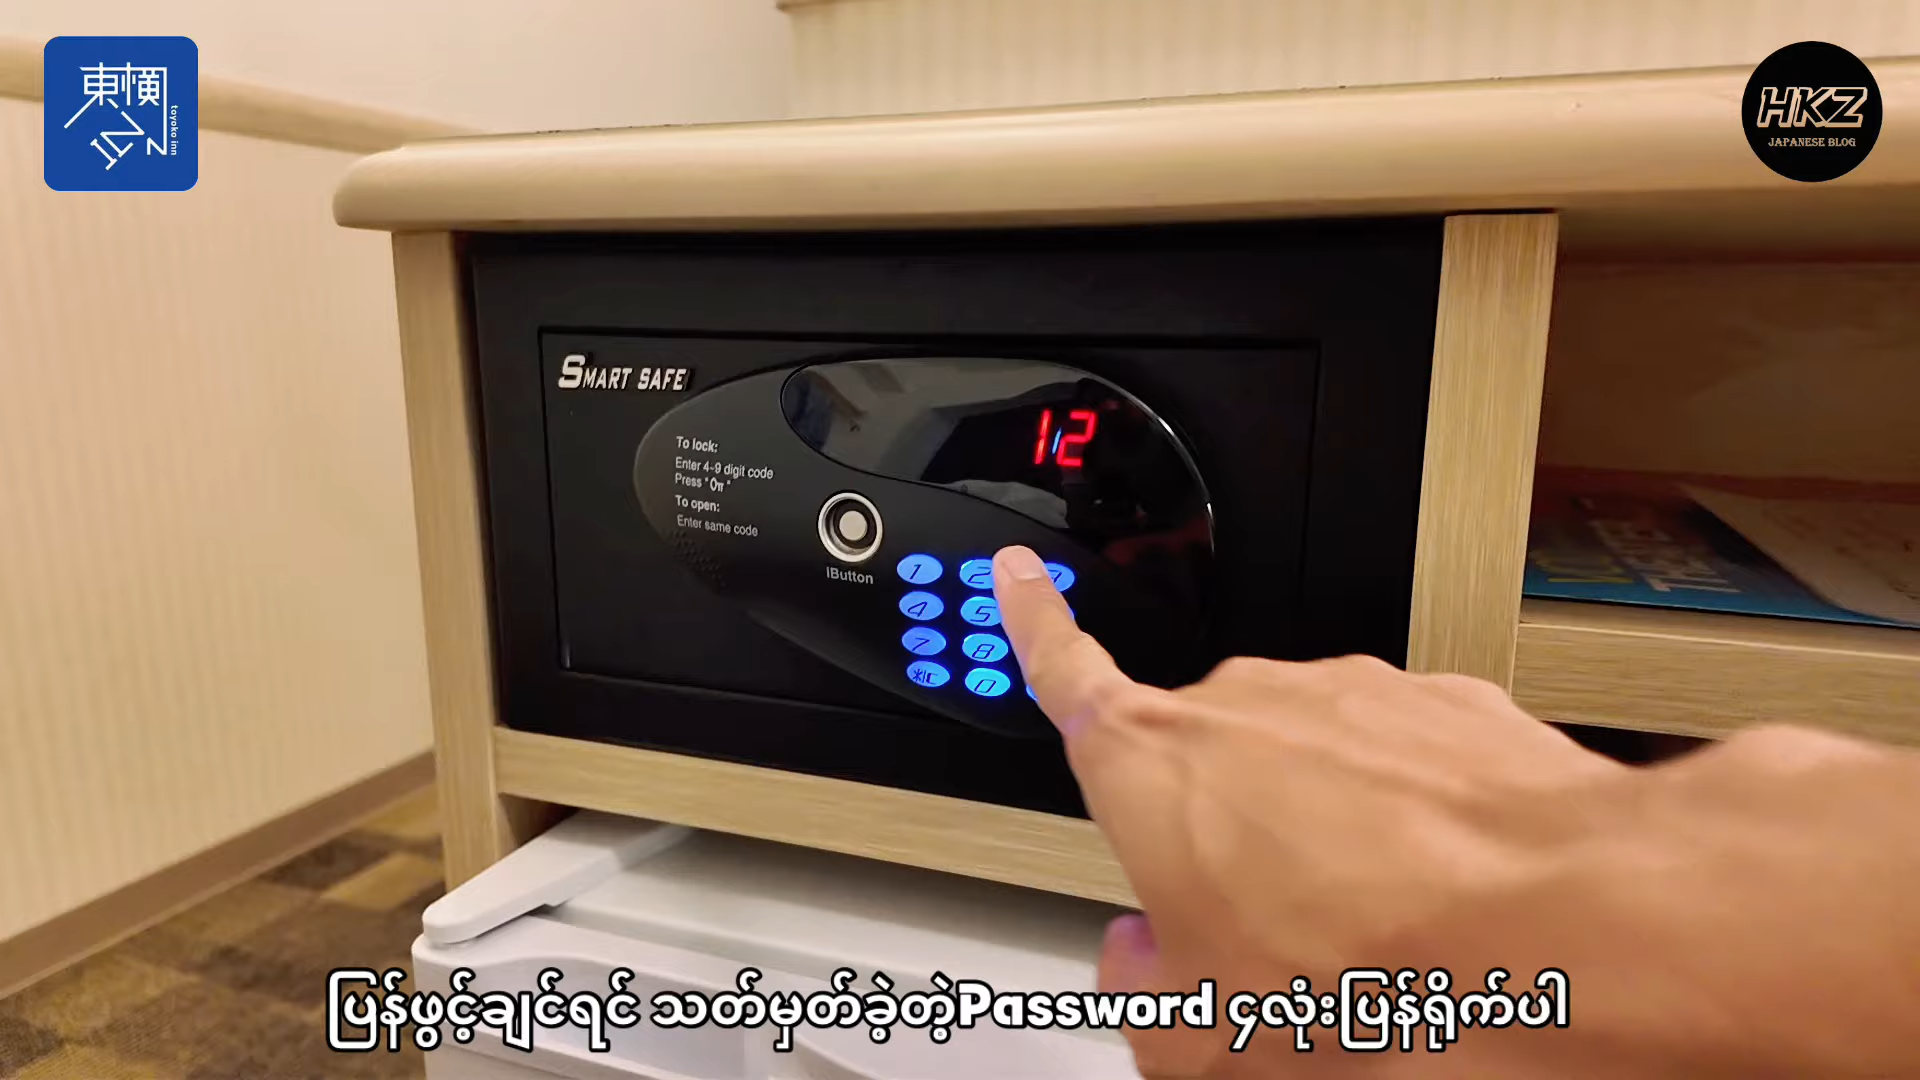 東横
INN
toyoko inn
HKZ
JAPANESE BLOG
SMART SAFE
12
To lock:
Enter 4~9 digit code
Press "
To open:
Enter same code
IButton
1 2
4 5
7 8
*/C 0
ပြန်ဖွင့်ချင်ရင် သတ်မှတ်ခဲ့တဲ့Password ၄လုံးပြန်ရိုက်ပါ